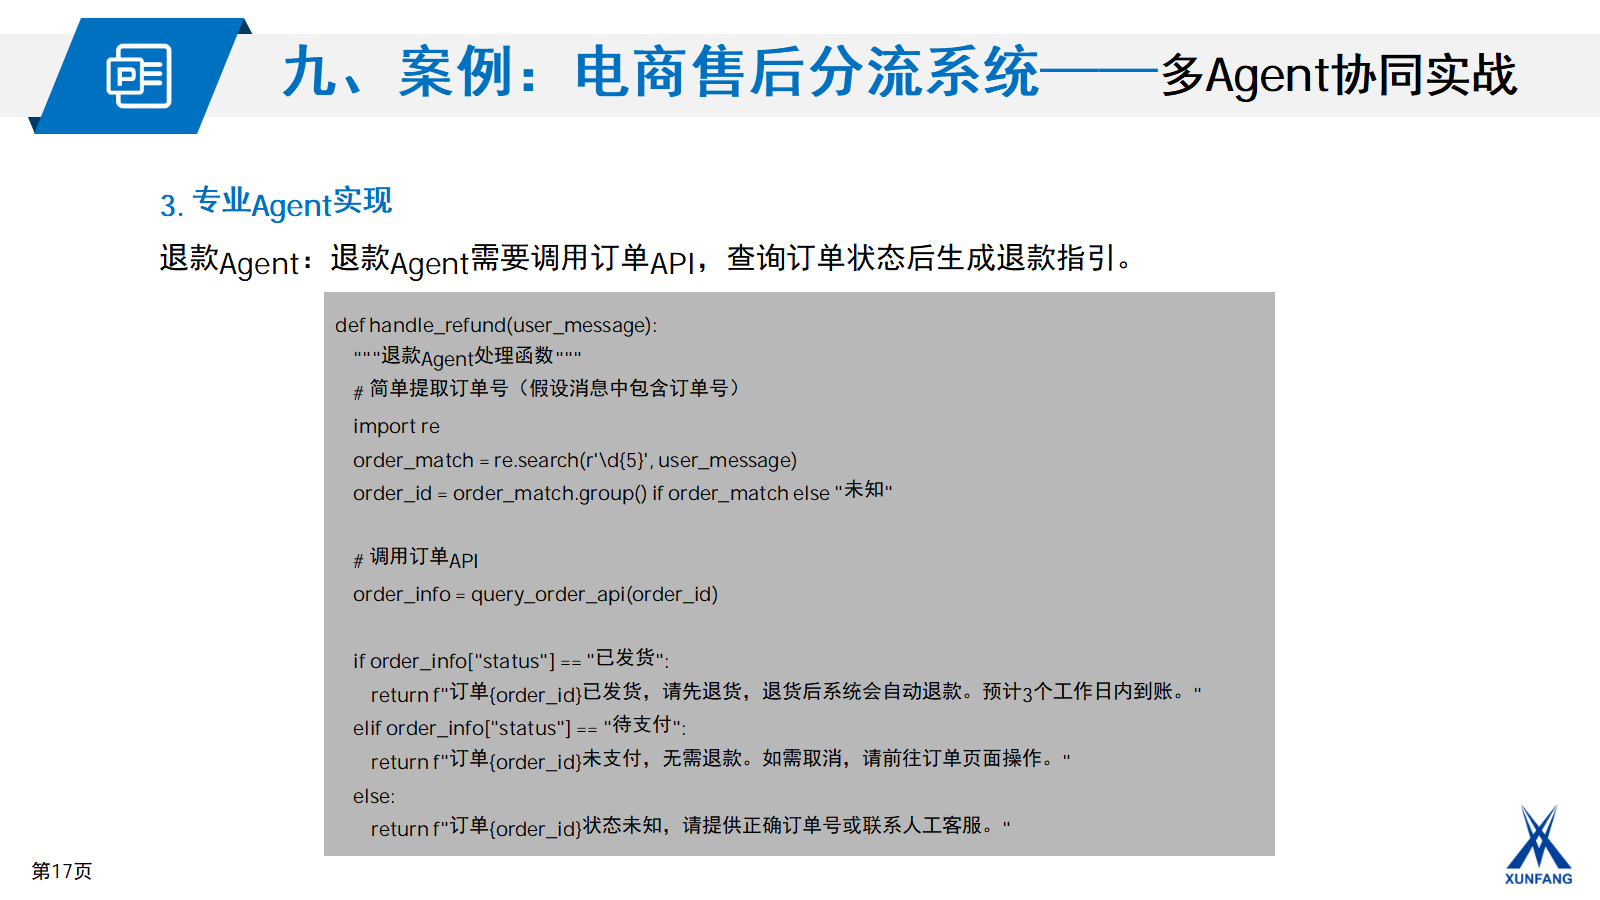 九、案例：电商售后分流系统——多Agent协同实战
3. 专业Agent实现
退款Agent：退款Agent需要调用订单API，查询订单状态后生成退款指引。
def handle_refund(user_message):
    """退款Agent处理函数"""
    # 简单提取订单号（假设消息中包含订单号）
    import re
    order_match = re.search(r'\d{5}', user_message)
    order_id = order_match.group() if order_match else "未知"
    # 调用订单API
    order_info = query_order_api(order_id)
    if order_info["status"] == "已发货":
        return f"订单{order_id}已发货，请先退货，退货后系统会自动退款。预计3个工作日内到账。"
    elif order_info["status"] == "待支付":
        return f"订单{order_id}未支付，无需退款。如需取消，请前往订单页面操作。"
    else:
        return f"订单{order_id}状态未知，请提供正确订单号或联系人工客服。"
第17页
XUNFANG